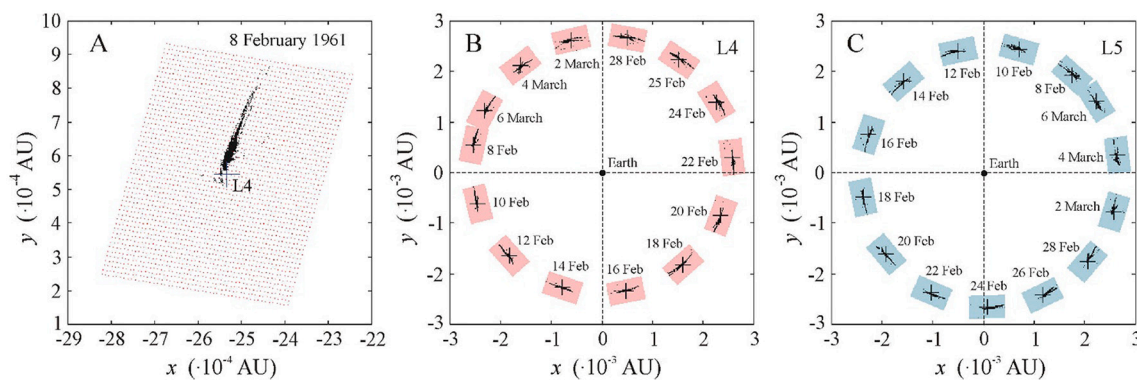 A
8 February 1961
L4
10
9
8
7
6
5
4
3
2
1
y (·10⁻⁴ AU)
-29 -28 -27 -26 -25 -24 -23 -22
x (·10⁻⁴ AU)
B
L4
2 March
28 Feb
4 March
25 Feb
6 March
24 Feb
8 Feb
22 Feb
Earth
10 Feb
20 Feb
12 Feb
18 Feb
14 Feb
16 Feb
3
2
1
0
-1
-2
-3
y (·10⁻³ AU)
-3 -2 -1 0 1 2 3
x (·10⁻³ AU)
C
L5
12 Feb
10 Feb
14 Feb
8 Feb
6 March
16 Feb
4 March
Earth
18 Feb
2 March
20 Feb
28 Feb
22 Feb
24 Feb
26 Feb
3
2
1
0
-1
-2
-3
y (·10⁻³ AU)
-3 -2 -1 0 1 2 3
x (·10⁻³ AU)